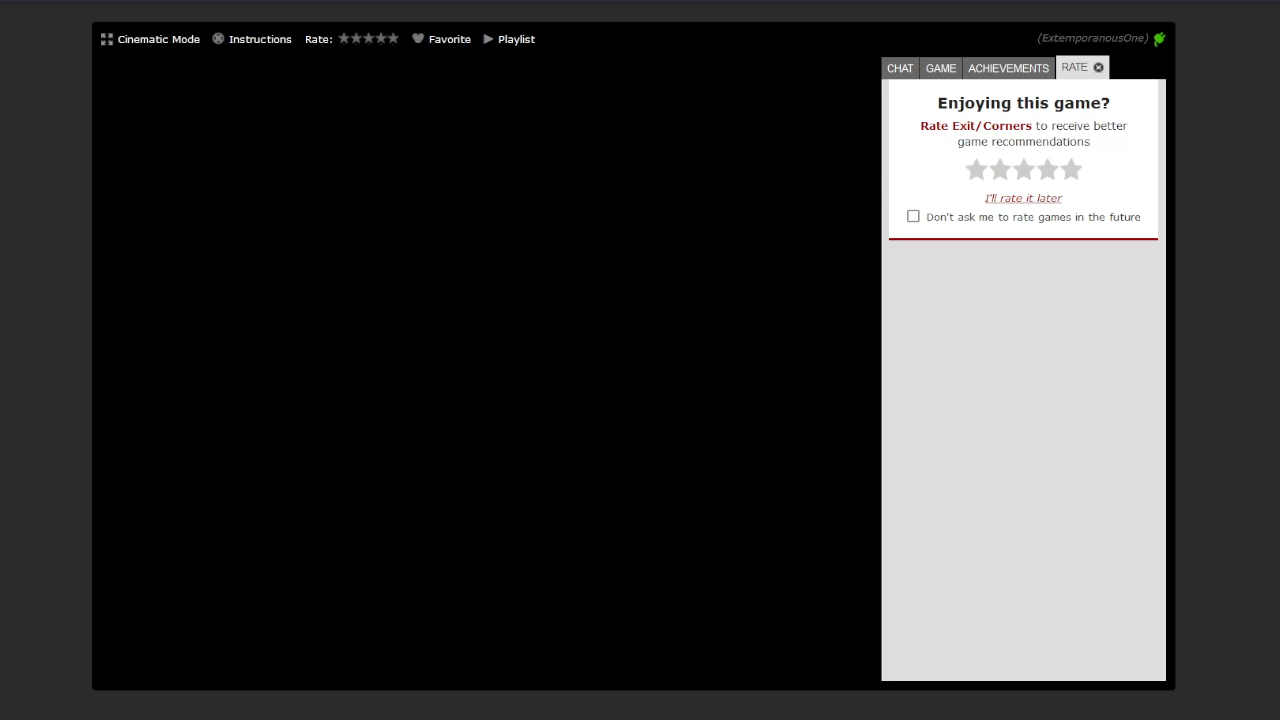 Cinematic Mode Instructions Rate: Favorite Playlist (ExtemporanousOne)
CHAT GAME ACHIEVEMENTS RATE
Enjoying this game?
Rate Exit/Corners to receive better
game recommendations
I'll rate it later
Don't ask me to rate games in the future